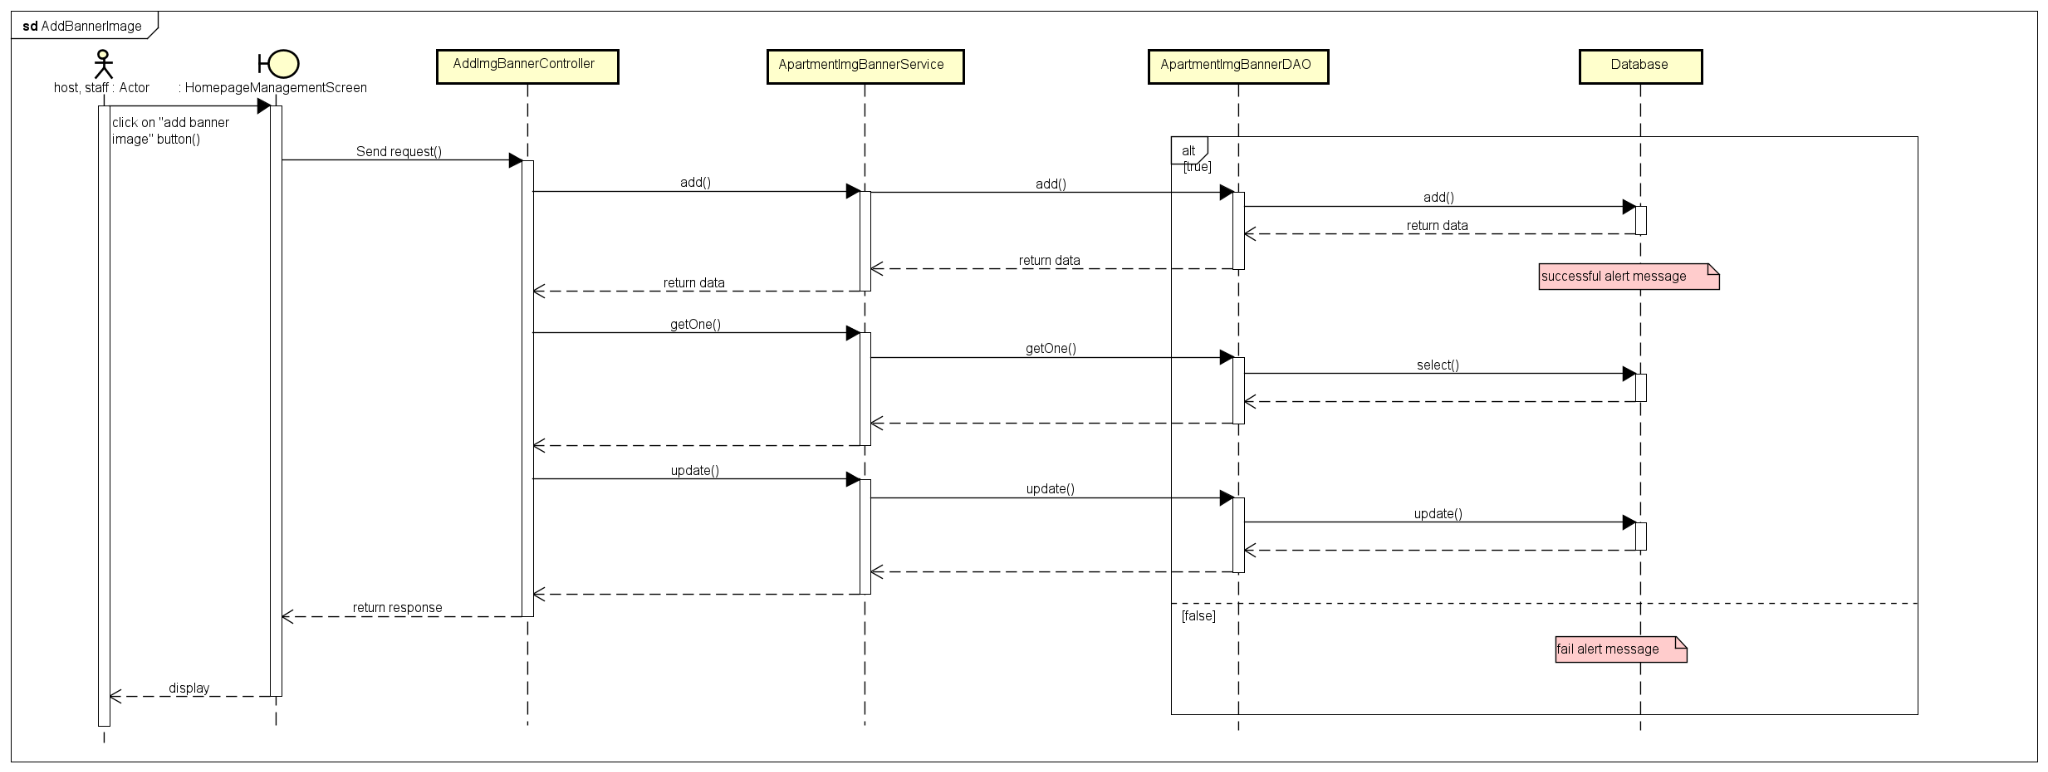 sd AddBannerImage
host, staff : Actor
: HomepageManagementScreen
AddImgBannerController
ApartmentImgBannerService
ApartmentImgBannerDAO
Database
click on "add banner
image" button()
alt
[true]
Send request()
add()
add()
add()
return data
return data
successful alert message
return data
getOne()
getOne()
select()
update()
update()
update()
return response
[false]
fail alert message
display